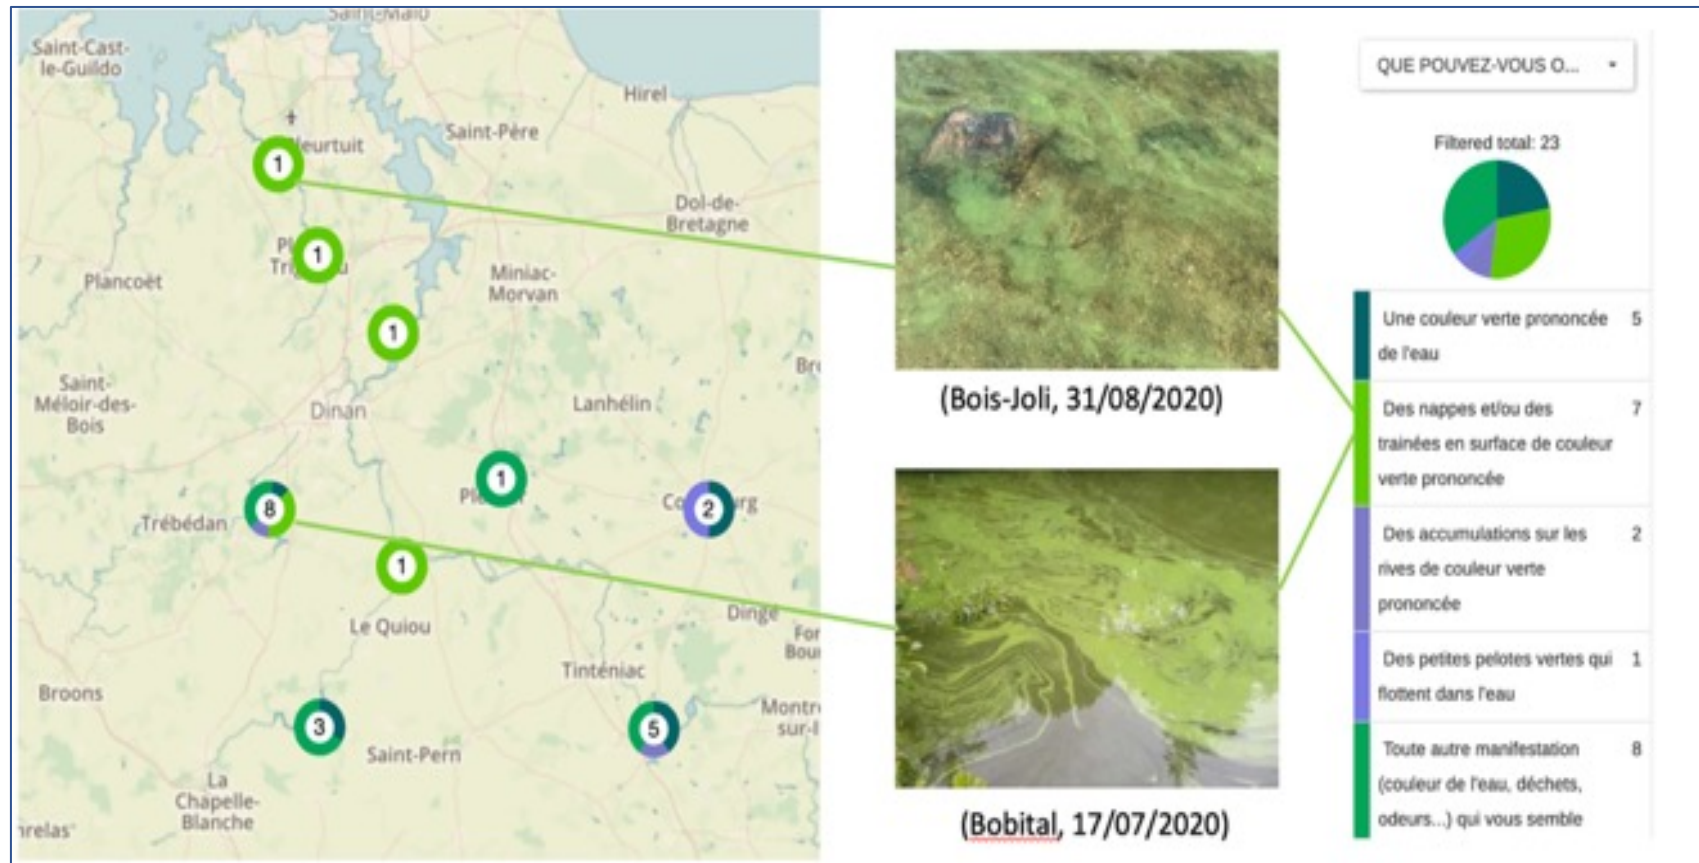 Saint-Malo
Saint-Cast-
le-Guildo
Hirel
Saint-Père
leurtuit
1
Dol-de-
Bretagne
1
Plancoët
Miniac-
Morvan
1
Saint-
Méloir-des-
Bois
Dinan
Lanhélin
1
8
Trébédan
2
1
Le Quiou
Dingé
Tinténiac
Broons
3
5
Saint-Pern
La
Chapelle-
Blanche
(Bois-Joli, 31/08/2020)
(Bobital, 17/07/2020)
QUE POUVEZ-VOUS O...
Filtered total: 23
Une couleur verte prononcée 5
de l'eau
Des nappes et/ou des 7
trainées en surface de couleur
verte prononcée
Des accumulations sur les 2
rives de couleur verte
prononcée
Des petites pelotes vertes qui 1
flottent dans l'eau
Toute autre manifestation 8
(couleur de l'eau, déchets,
odeurs...) qui vous semble